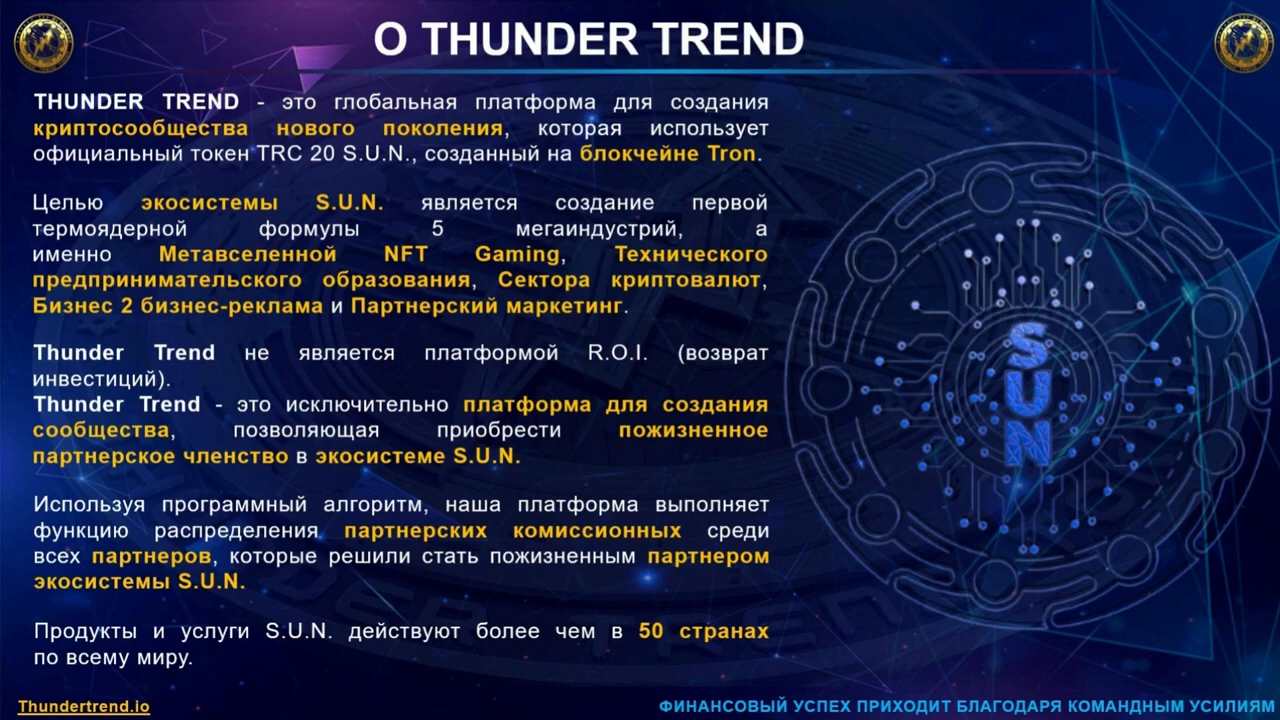 О THUNDER TREND
THUNDER TREND - это глобальная платформа для создания
криптосообщества нового поколения, которая использует
официальный токен TRC 20 S.U.N., созданный на блокчейне Tron.
Целью экосистемы S.U.N. является создание первой
термоядерной формулы 5 мегаиндустрий, а
именно Метавселенной NFT Gaming, Технического
предпринимательского образования, Сектора криптовалют,
Бизнес 2 бизнес-реклама и Партнерский маркетинг.
Thunder Trend не является платформой R.O.I. (возврат
инвестиций).
Thunder Trend - это исключительно платформа для создания
сообщества, позволяющая приобрести пожизненное
партнерское членство в экосистеме S.U.N.
Используя программный алгоритм, наша платформа выполняет
функцию распределения партнерских комиссионных среди
всех партнеров, которые решили стать пожизненным партнером
экосистемы S.U.N.
Продукты и услуги S.U.N. действуют более чем в 50 странах
по всему миру.
SUN
Thundertrend.io
ФИНАНСОВЫЙ УСПЕХ ПРИХОДИТ БЛАГОДАРЯ КОМАНДНЫМ УСИЛИЯМ